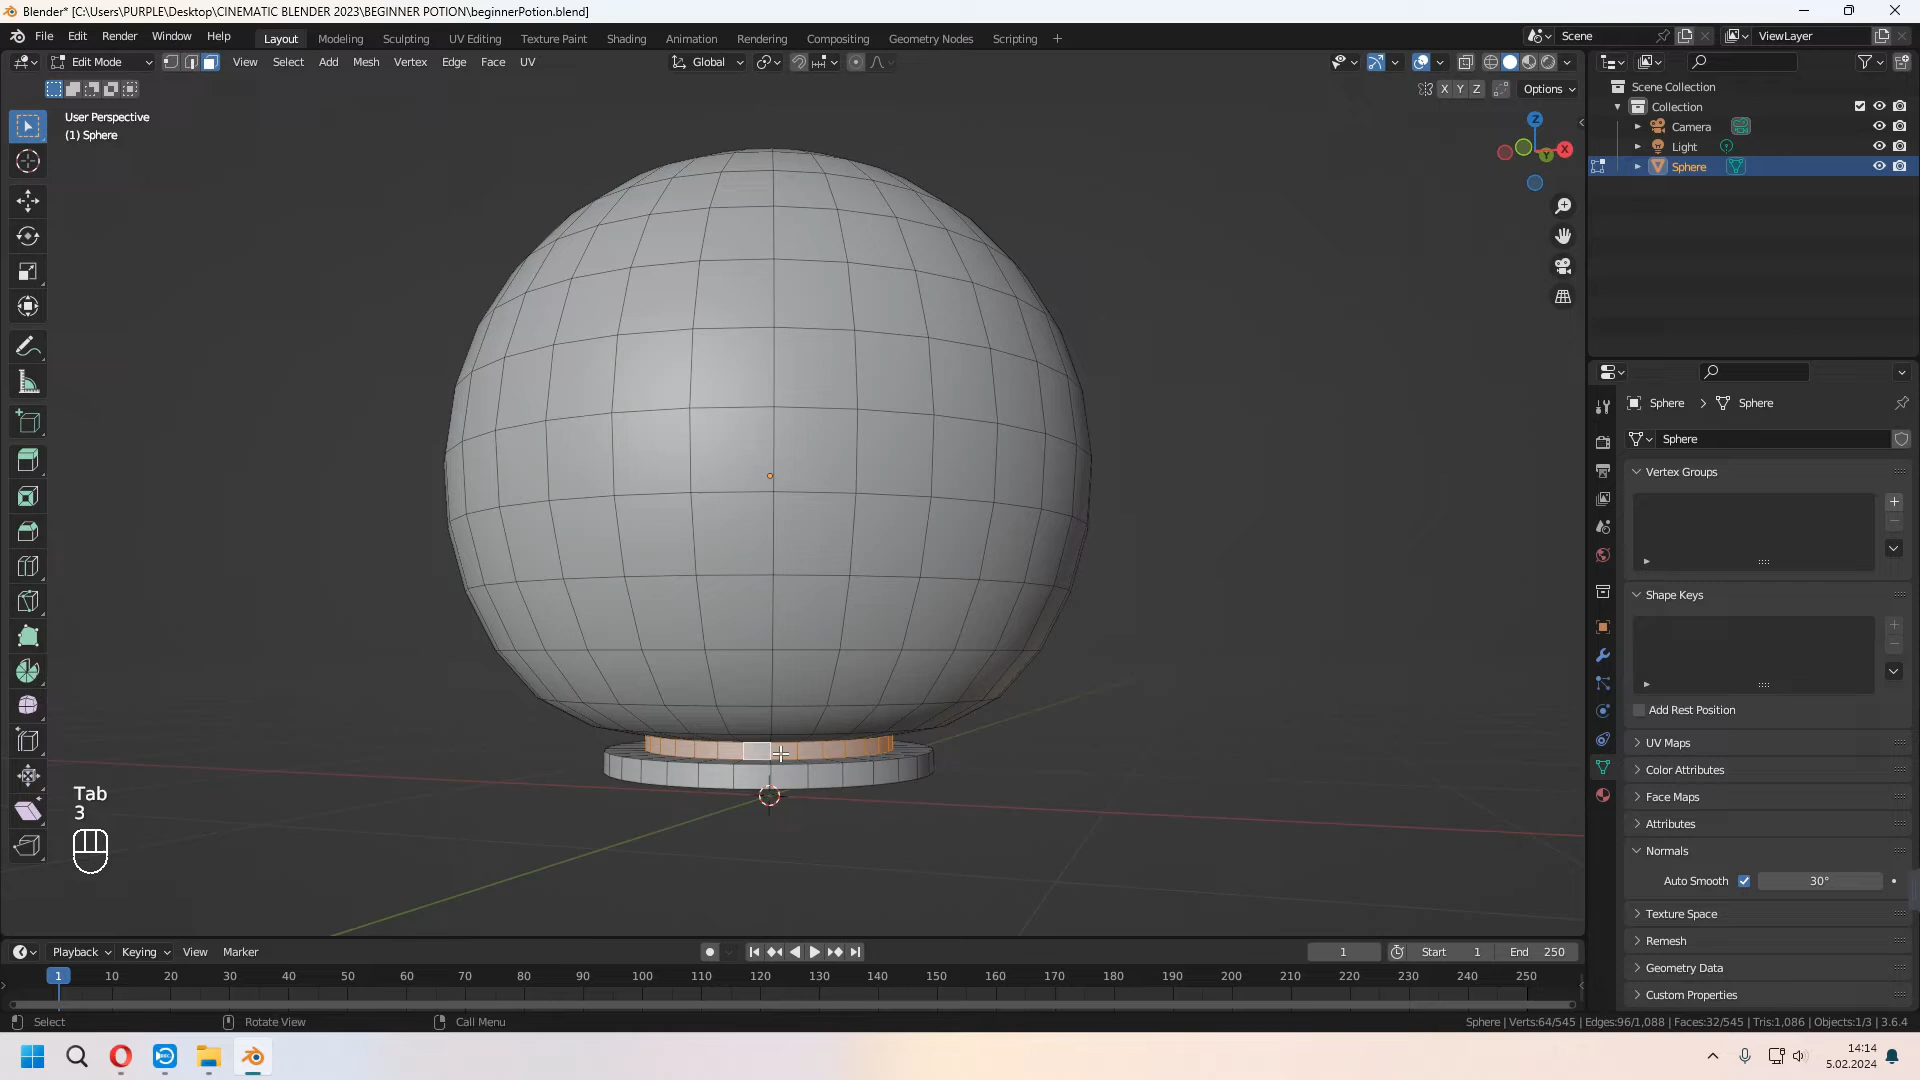 Blender* [C:\Users\PURPLE\Desktop\CINEMATIC BLENDER 2023\BEGINNER POTION\beginnerPotion.blend]
File Edit Render Window Help Layout Modeling Sculpting UV Editing Texture Paint Shading Animation Rendering Compositing Geometry Nodes Scripting + Scene ViewLayer
Edit Mode View Select Add Mesh Vertex Edge Face UV Global
X Y Z Options
User Perspective
(1) Sphere
Z
X
Y
Scene Collection
Collection
Camera
Light
Sphere
Sphere > Sphere
Sphere
Vertex Groups
Shape Keys
Add Rest Position
UV Maps
Color Attributes
Face Maps
Attributes
Normals
Auto Smooth 30°
Texture Space
Remesh
Geometry Data
Custom Properties
Tab
3
Playback Keying View Marker 1 Start 1 End 250
1 10 20 30 40 50 60 70 80 90 100 110 120 130 140 150 160 170 180 190 200 210 220 230 240 250
Select Rotate View Call Menu Sphere | Verts:64/545 | Edges:96/1,088 | Faces:32/545 | Tris:1,086 | Objects:1/3 | 3.6.4
14:14
5.02.2024